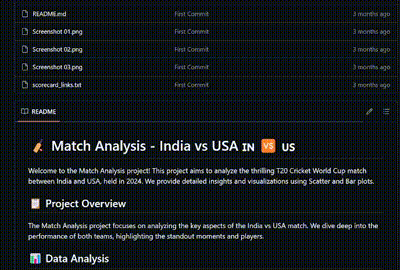 README.md First Commit 3 months ago
Screenshot 01.png First Commit 3 months ago
Screenshot 02.png First Commit 3 months ago
Screenshot 03.png First Commit 3 months ago
scorecard_links.txt First Commit 3 months ago
README
🏏 Match Analysis - India vs USA IN 🆚 US
Welcome to the Match Analysis project! This project aims to analyze the thrilling T20 Cricket World Cup match
between India and USA, held in 2024. We provide detailed insights and visualizations using Scatter and Bar plots.
📋 Project Overview
The Match Analysis project focuses on analyzing the key aspects of the India vs USA match. We dive deep into the
performance of both teams, highlighting the standout moments and players.
📊 Data Analysis